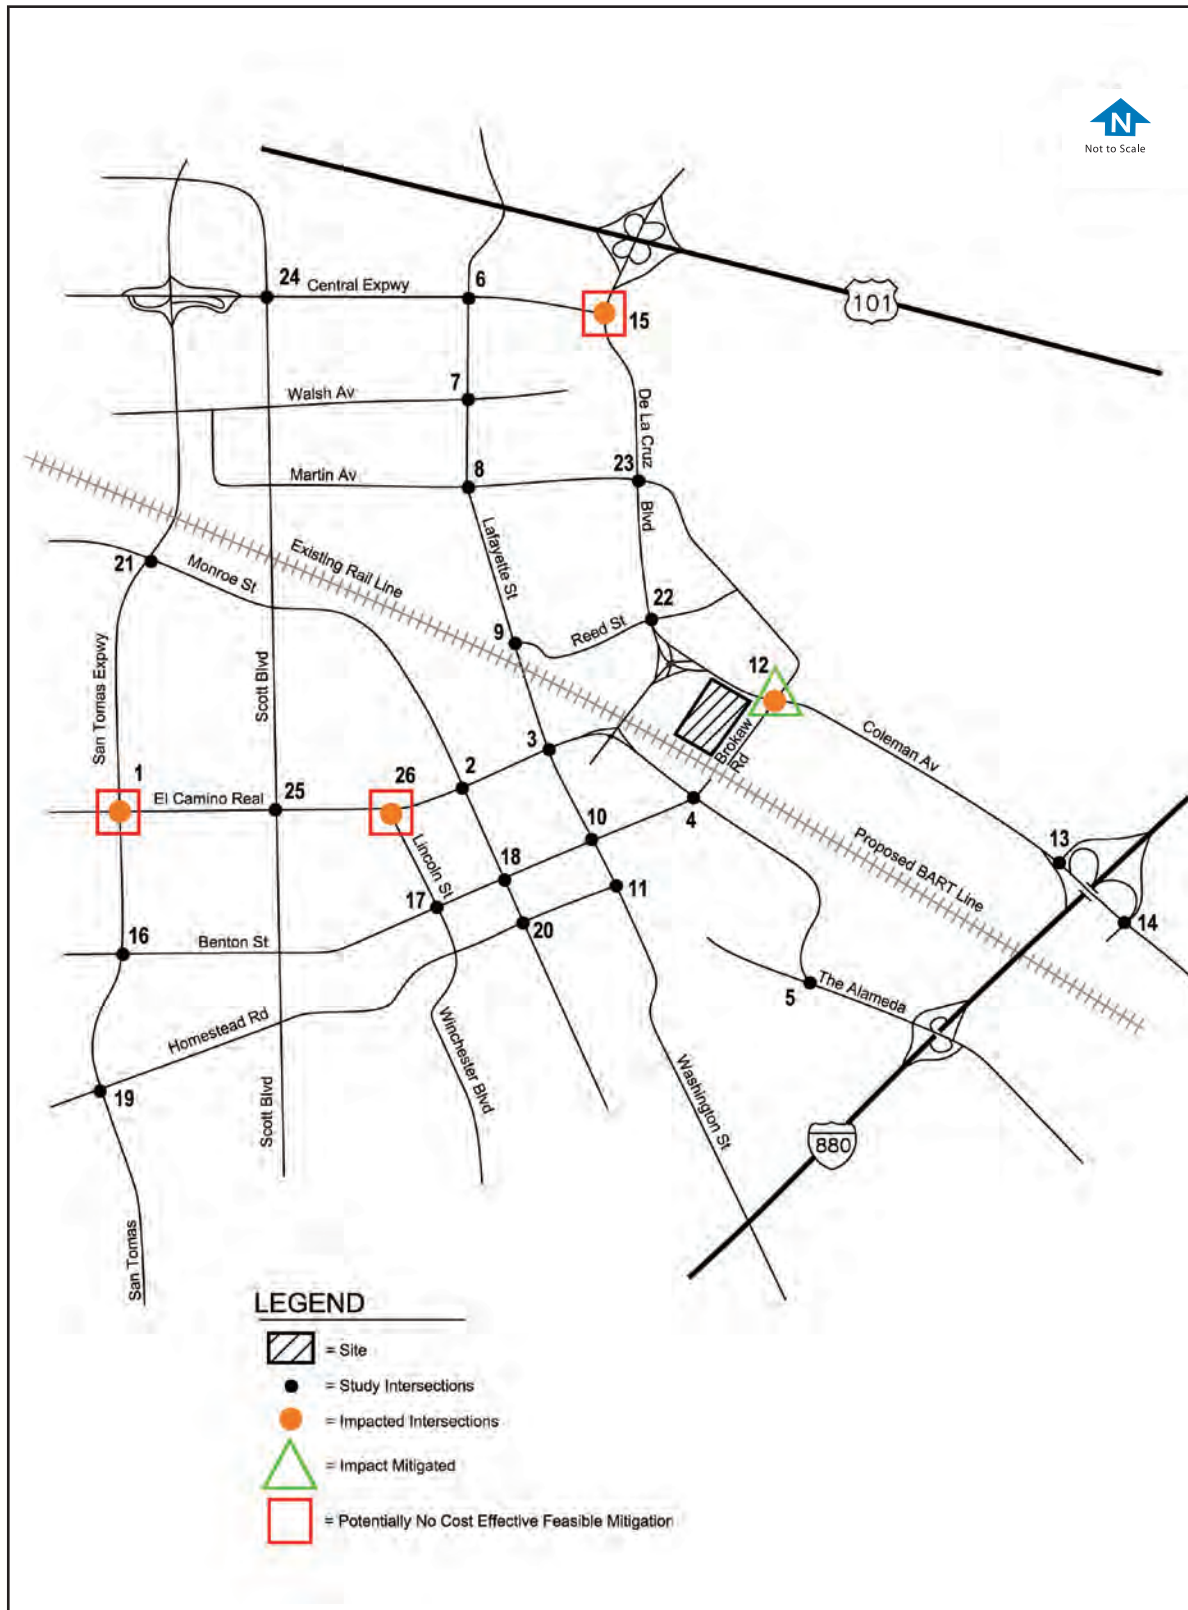 N
Not to Scale
101
24
Central Expwy
6
15
Walsh Av
7
De La Cruz
Blvd
23
Martin Av
8
Lafayette St
Existing Rail Line
21
Monroe St
22
Reed St
9
12
San Tomas Expwy
Scott Blvd
Brokaw
Rd
Coleman Av
3
1
El Camino Real
25
26
2
4
10
Lincoln St
18
Proposed BART Line
13
11
17
14
16
Benton St
20
5
The Alameda
Homestead Rd
Winchester Blvd
Washington St
19
Scott Blvd
880
San Tomas
LEGEND
= Site
= Study Intersections
= Impacted Intersections
= Impact Mitigated
= Potentially No Cost Effective Feasible Mitigation